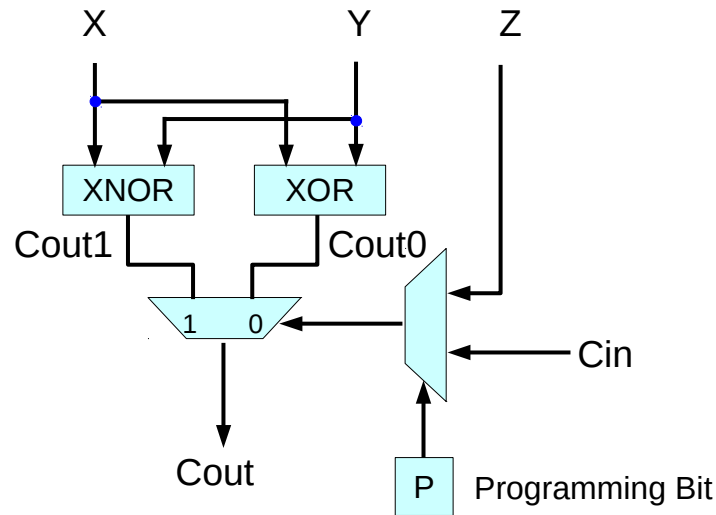 X Y Z
XNOR XOR
Cout1 Cout0
1 0
Cin
Cout
P Programming Bit